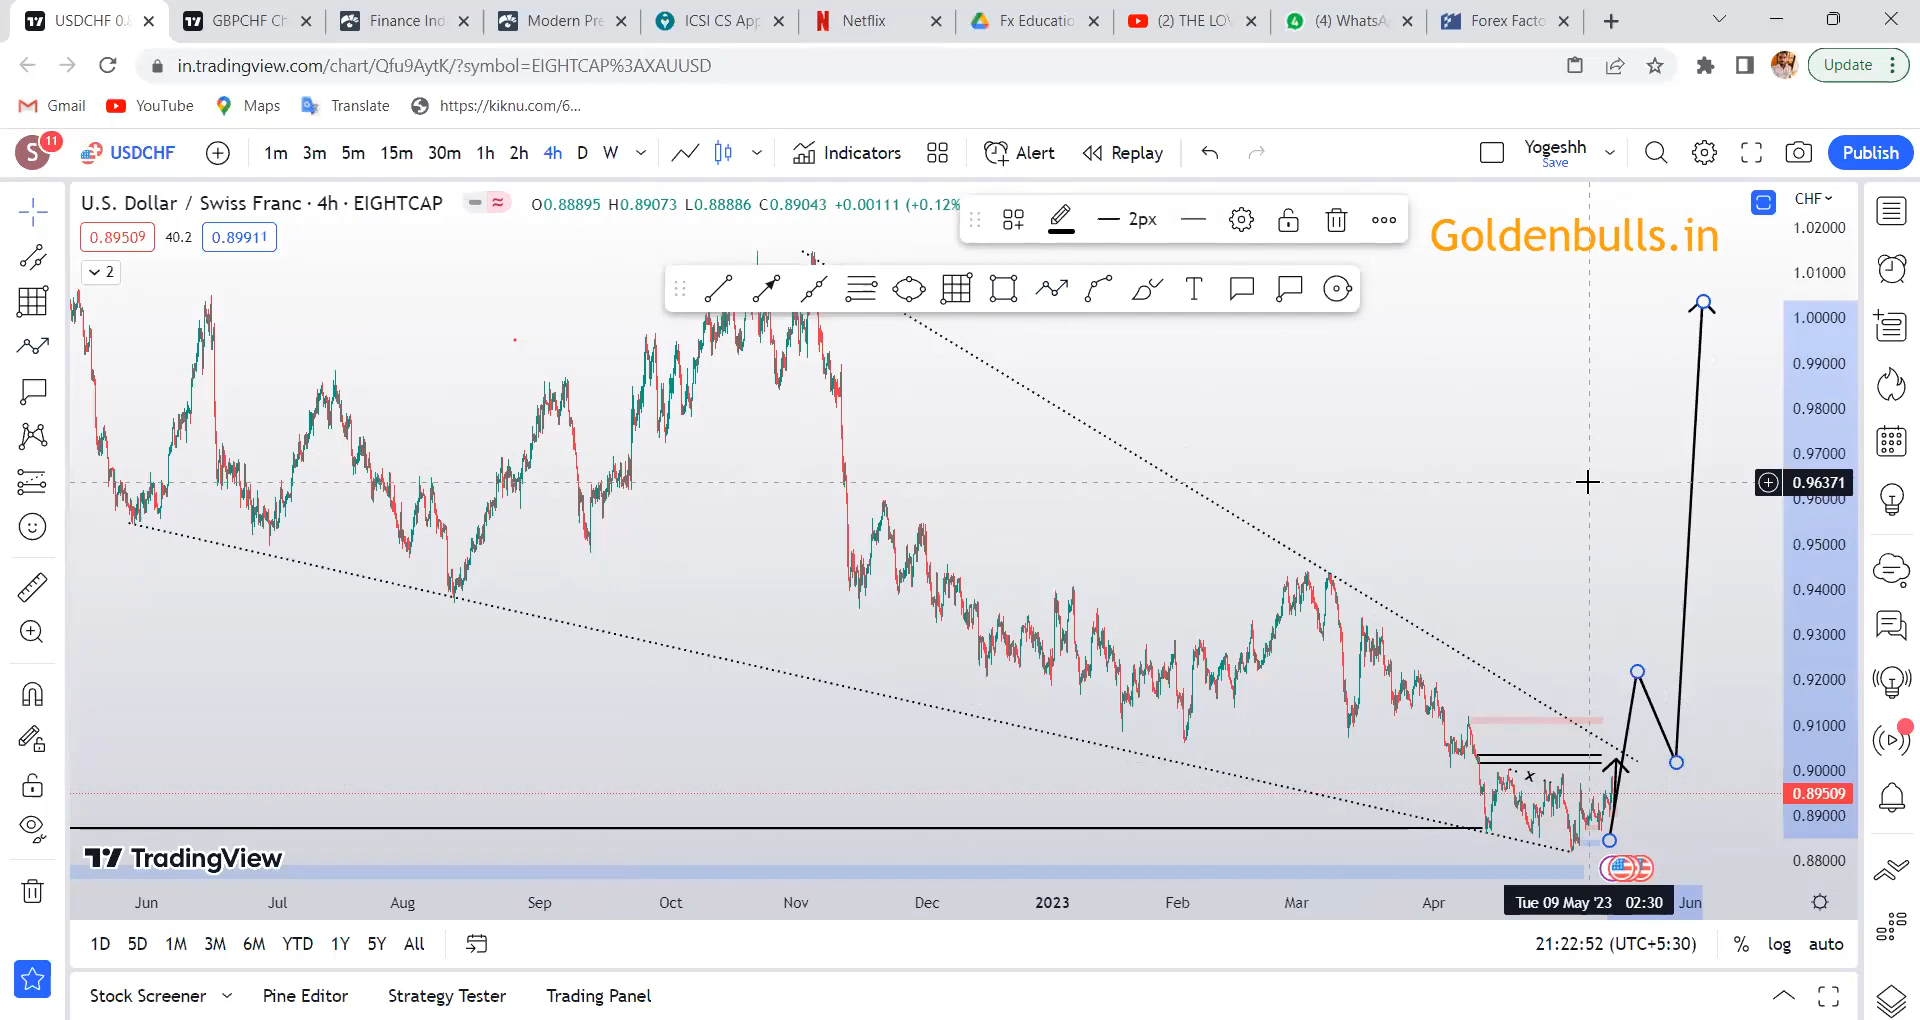 USDCHF 0.8
GBPCHF Ch
Finance Ind
Modern Pre
ICSI CS App
Netflix
Fx Educatio
(2) THE LOV
(4) WhatsA
Forex Facto
in.tradingview.com/chart/Qfu9AytK/?symbol=EIGHTCAP%3AXAUUSD
Update
Gmail
YouTube
Maps
Translate
https://kiknu.com/6...
S
11
USDCHF
1m 3m 5m 15m 30m 1h 2h 4h D W
Indicators
Alert
Replay
Yogeshh
Save
Publish
U.S. Dollar / Swiss Franc · 4h · EIGHTCAP
O0.88895 H0.89073 L0.88886 C0.89043 +0.00111 (+0.12%
2px
Goldenbulls.in
CHF
0.89509
40.2
0.89911
2
1.02000
1.01000
1.00000
0.99000
0.98000
0.97000
0.96371
0.96000
0.95000
0.94000
0.93000
0.92000
0.91000
0.90000
0.89509
0.89000
0.88000
x
TradingView
Jun Jul Aug Sep Oct Nov Dec 2023 Feb Mar Apr Tue 09 May '23 02:30 Jun
1D 5D 1M 3M 6M YTD 1Y 5Y All
21:22:52 (UTC+5:30)
% log auto
Stock Screener
Pine Editor
Strategy Tester
Trading Panel